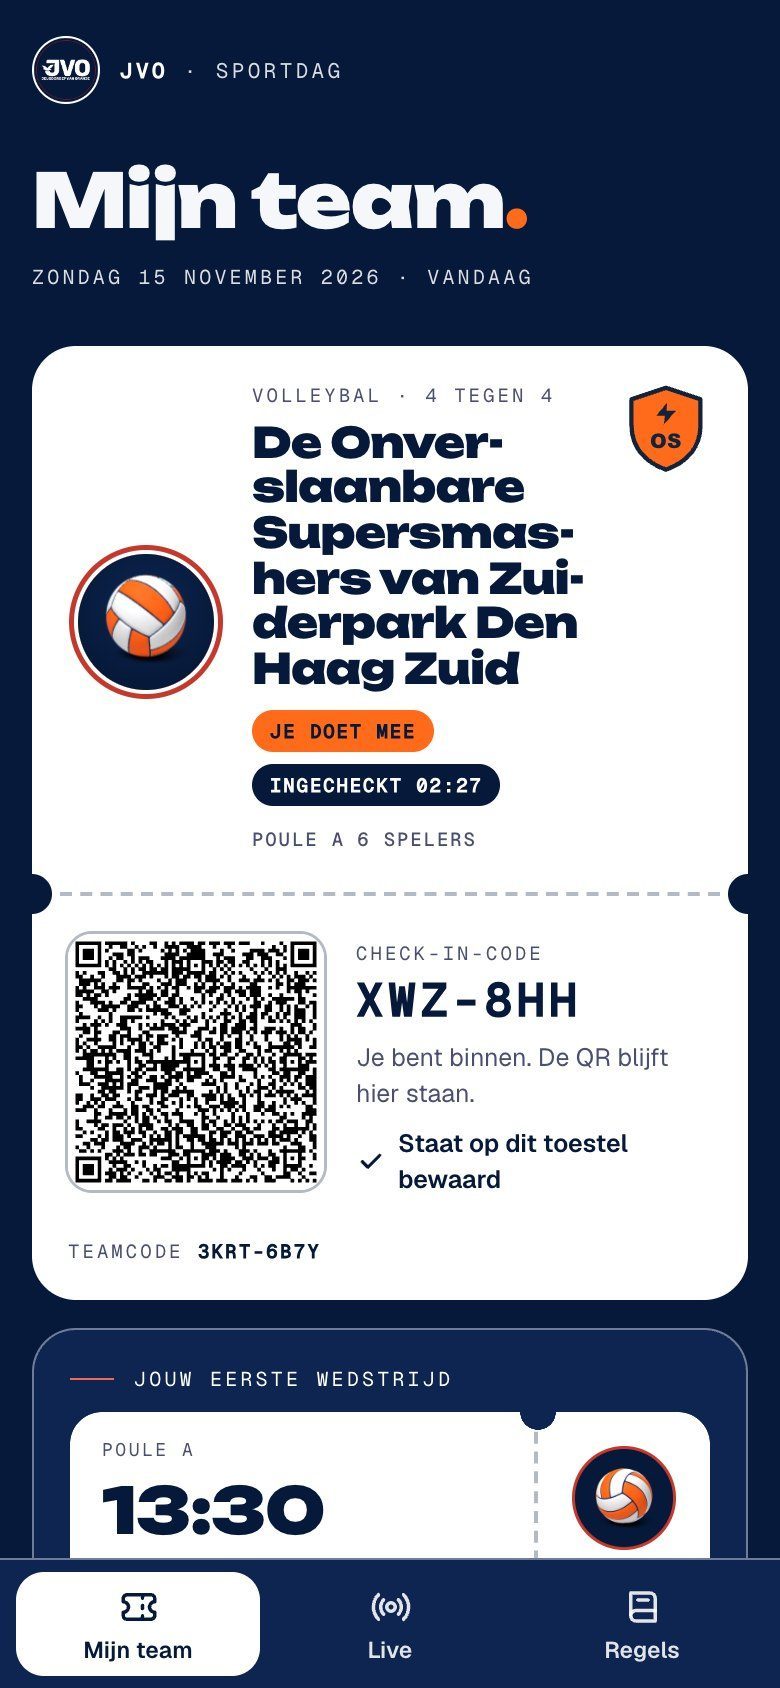 JVO
JVO · SPORTDAG
Mijn team.
ZONDAG 15 NOVEMBER 2026 · VANDAAG
VOLLEYBAL · 4 TEGEN 4
OS
De Onver-
slaanbare
Supersmas-
hers van Zui-
derpark Den
Haag Zuid
JE DOET MEE
INGECHECKT 02:27
POULE A 6 SPELERS
CHECK-IN-CODE
XWZ-8HH
Je bent binnen. De QR blijft
hier staan.
Staat op dit toestel
bewaard
TEAMCODE 3KRT-6B7Y
JOUW EERSTE WEDSTRIJD
POULE A
13:30
Mijn team
Live
Regels